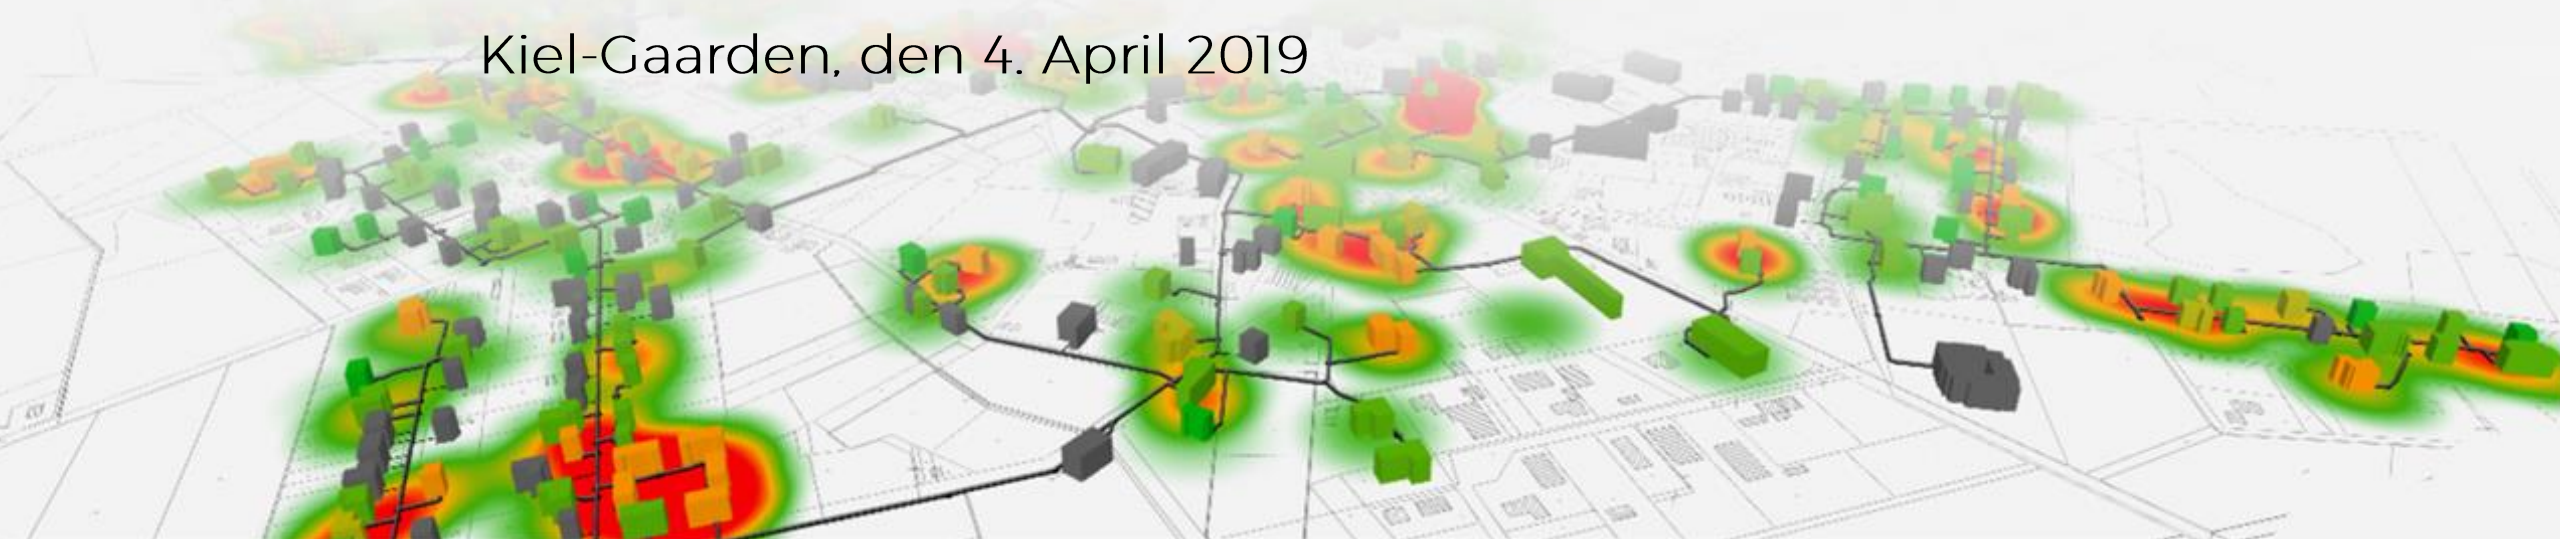 Kiel-Gaarden, den 4. April 2019